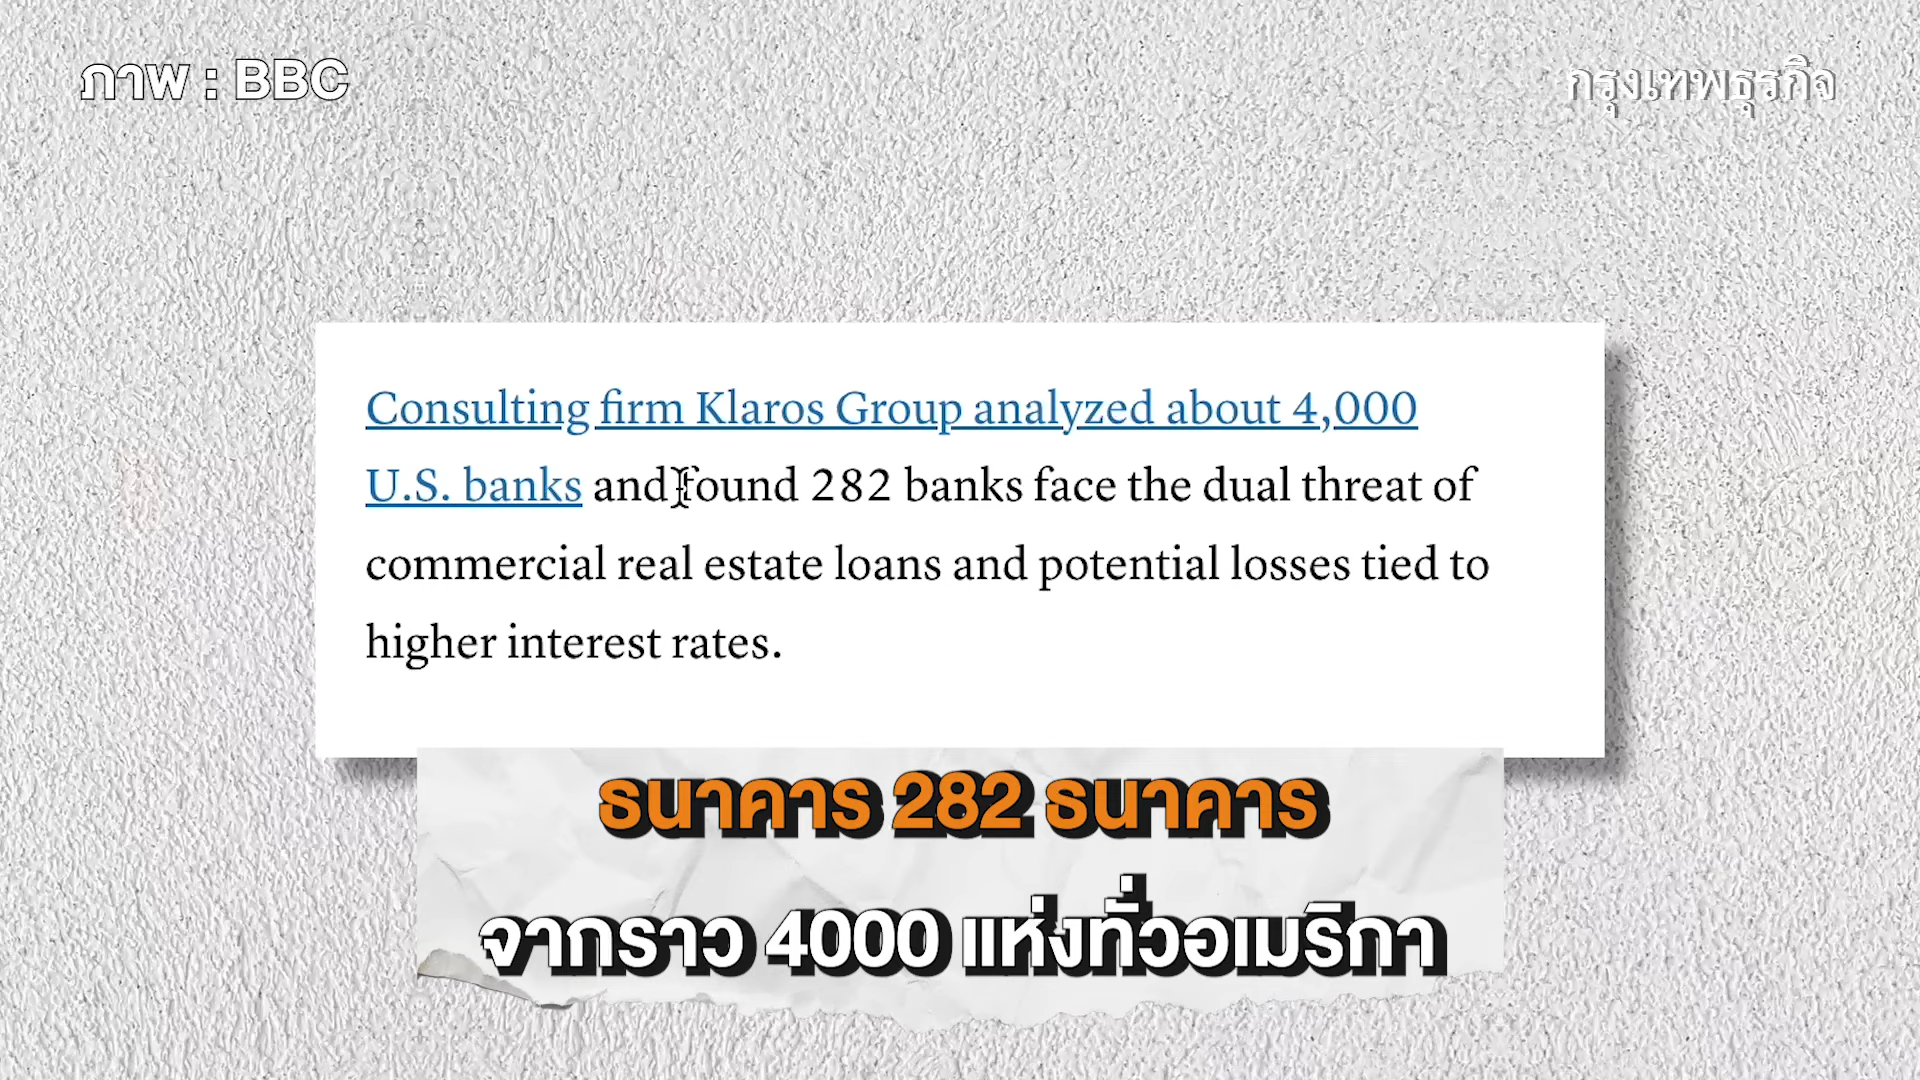 ภาพ : BBC
กรุงเทพธุรกิจ
Consulting firm Klaros Group analyzed about 4,000
U.S. banks and found 282 banks face the dual threat of
commercial real estate loans and potential losses tied to
higher interest rates.
ธนาคาร 282 ธนาคาร
จากราว 4000 แห่งทั่วอเมริกา